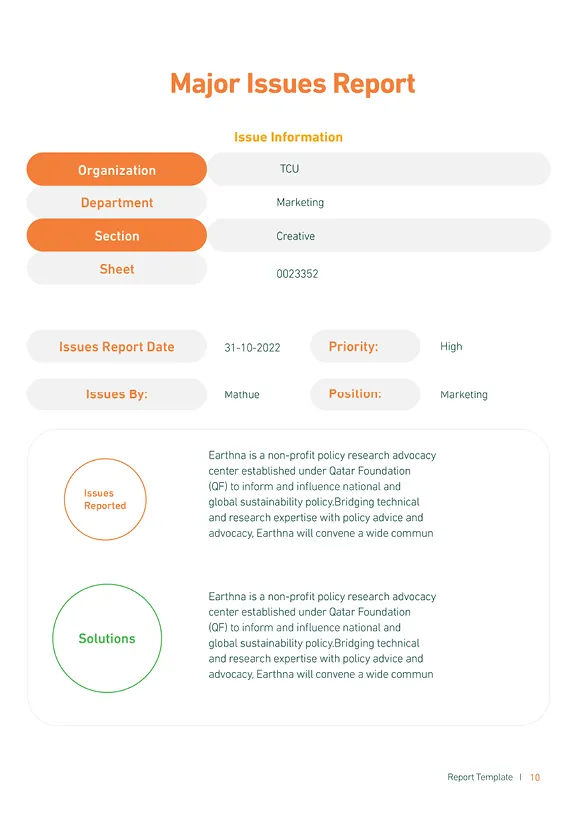 Major Issues Report
Issue Information
Organization TCU
Department Marketing
Section Creative
Sheet 0023352
Issues Report Date 31-10-2022 Priority: High
Issues By: Mathue Position: Marketing
Issues
Reported
Earthna is a non-profit policy research advocacy
center established under Qatar Foundation
(QF) to inform and influence national and
global sustainability policy.Bridging technical
and research expertise with policy advice and
advocacy, Earthna will convene a wide commun
Solutions
Earthna is a non-profit policy research advocacy
center established under Qatar Foundation
(QF) to inform and influence national and
global sustainability policy.Bridging technical
and research expertise with policy advice and
advocacy, Earthna will convene a wide commun
Report Template | 10